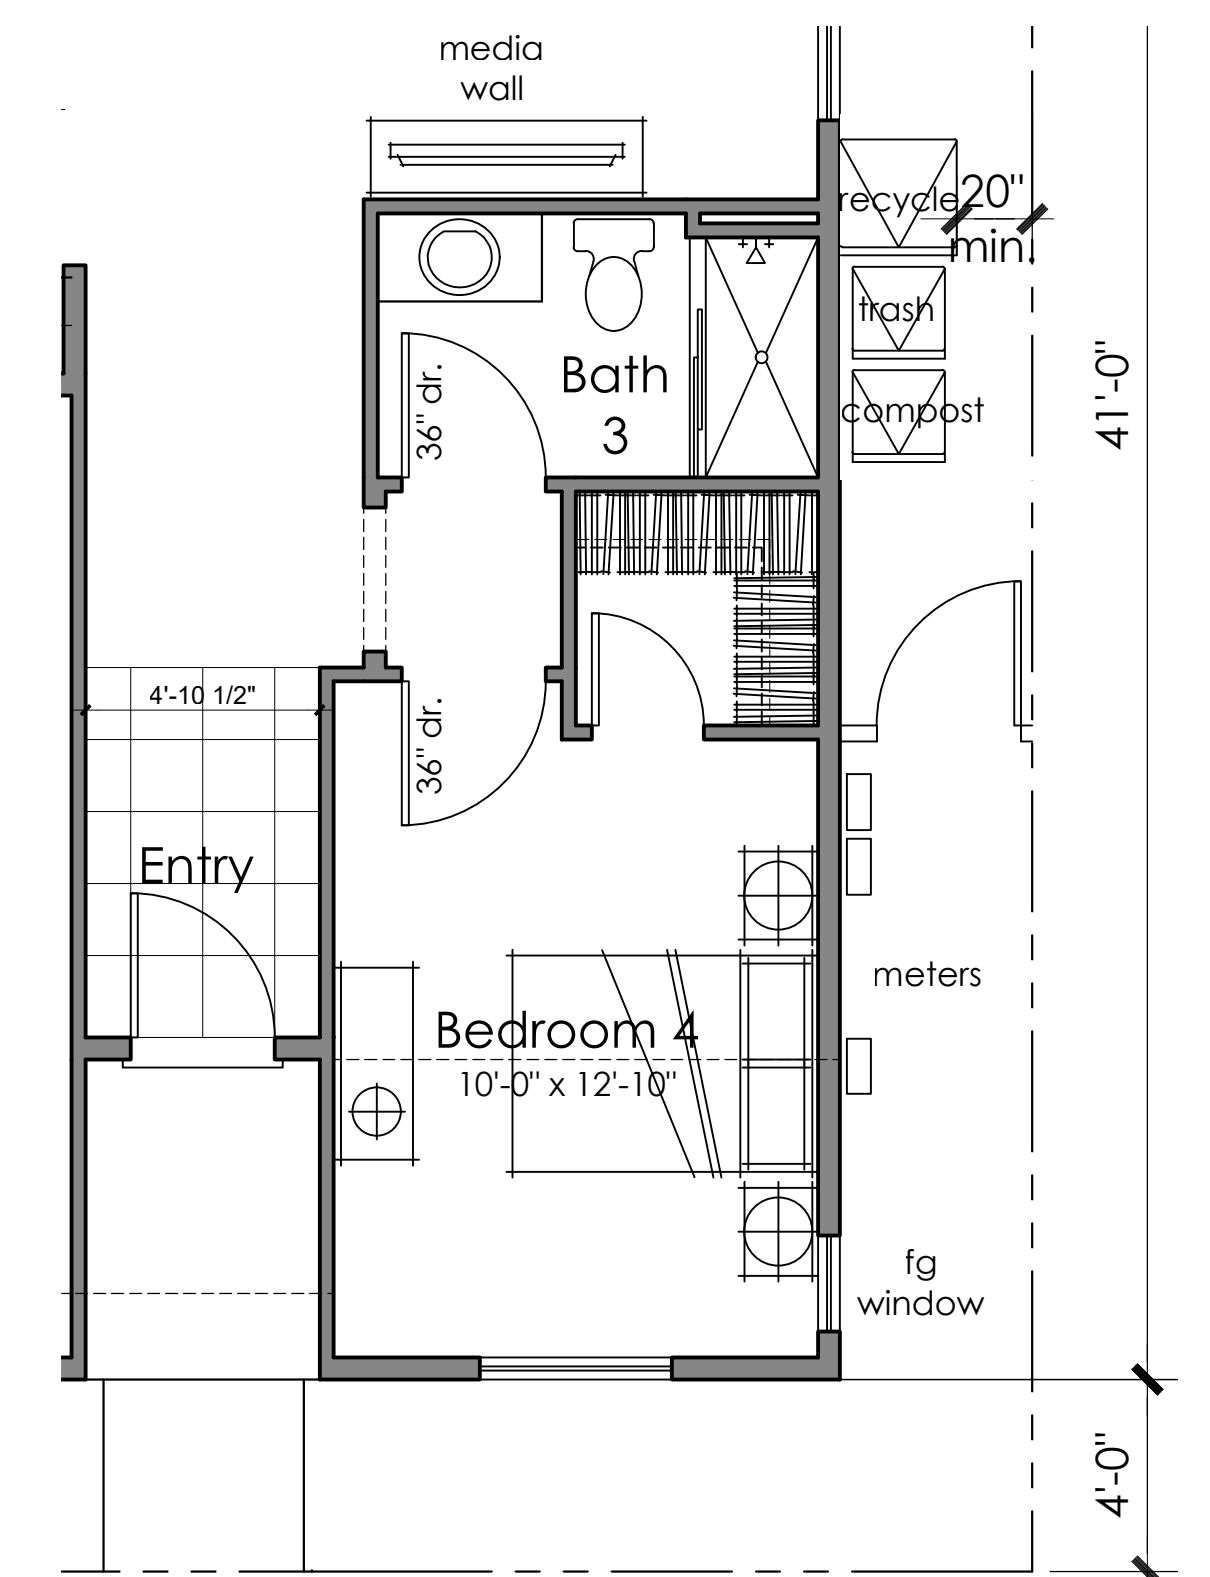 media
wall
recycle
20"
min.
trash
compost
41'-0"
Bath
3
36" dr.
4'-10 1/2"
36" dr.
Entry
meters
Bedroom 4
10'-0" x 12'-10"
fg
window
4'-0"